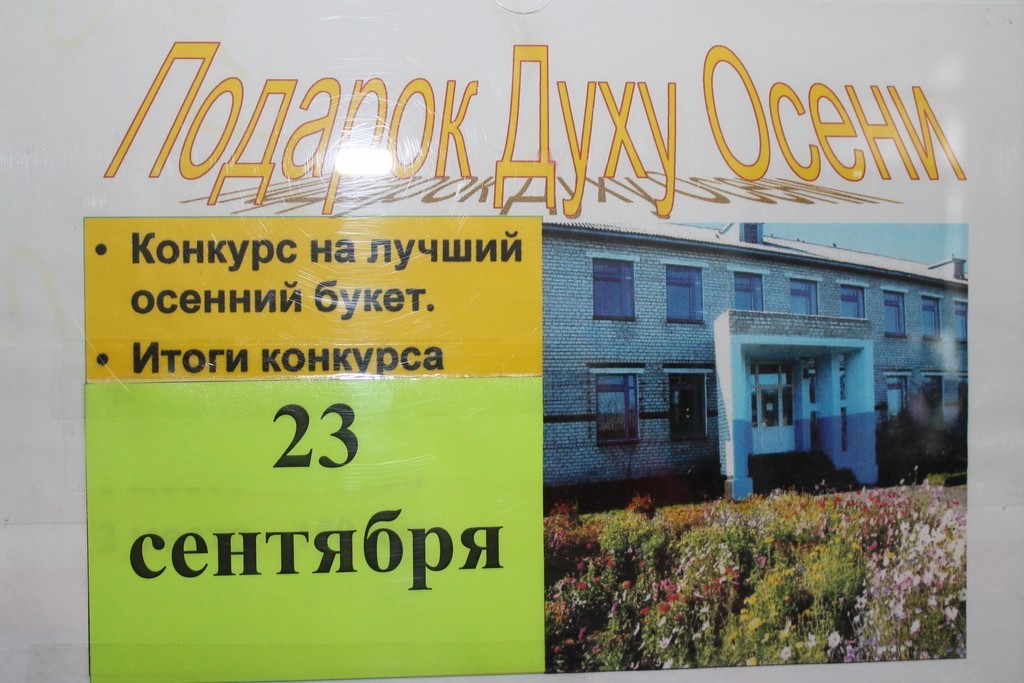 Подарок Духу Осени
• Конкурс на лучший
осенний букет.
• Итоги конкурса
23
сентября